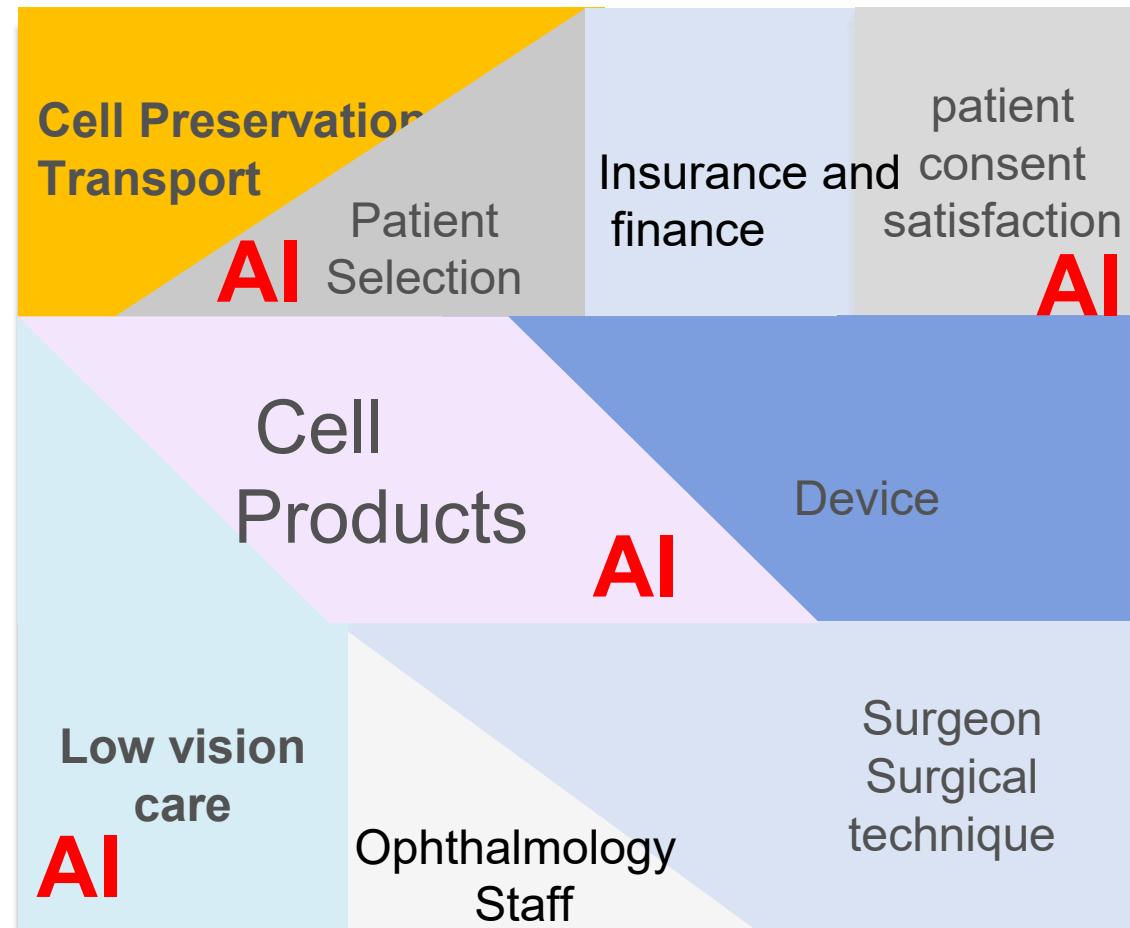 Cell Preservation
Transport
Patient
Selection
AI
Insurance and
finance
patient
consent
satisfaction
AI
Cell
Products
AI
Device
Low vision
care
AI
Ophthalmology
Staff
Surgeon
Surgical
technique